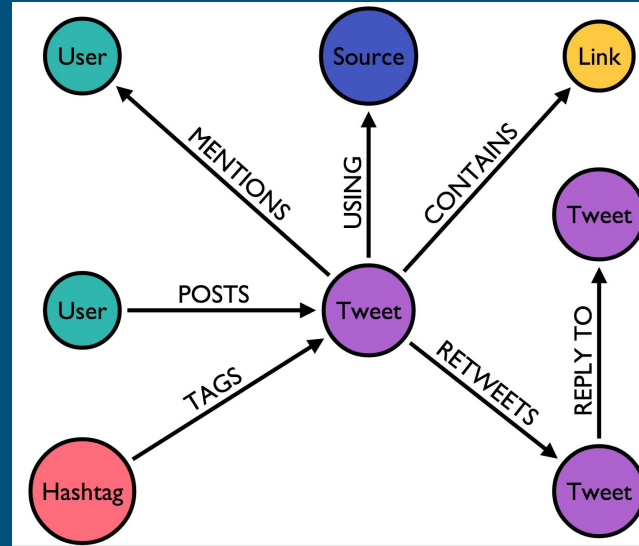 User
Source
Link
MENTIONS
USING
CONTAINS
Tweet
User
POSTS
Tweet
TAGS
RETWEETS
REPLY TO
Hashtag
Tweet